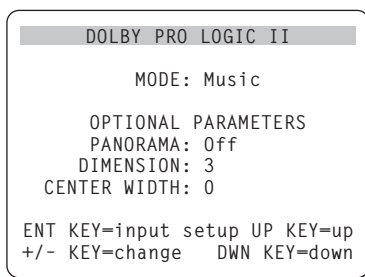 DOLBY PRO LOGIC II
MODE: Music
OPTIONAL PARAMETERS
PANORAMA: Off
DIMENSION: 3
CENTER WIDTH: 0
ENT KEY=input setup UP KEY=up
+/- KEY=change DWN KEY=down